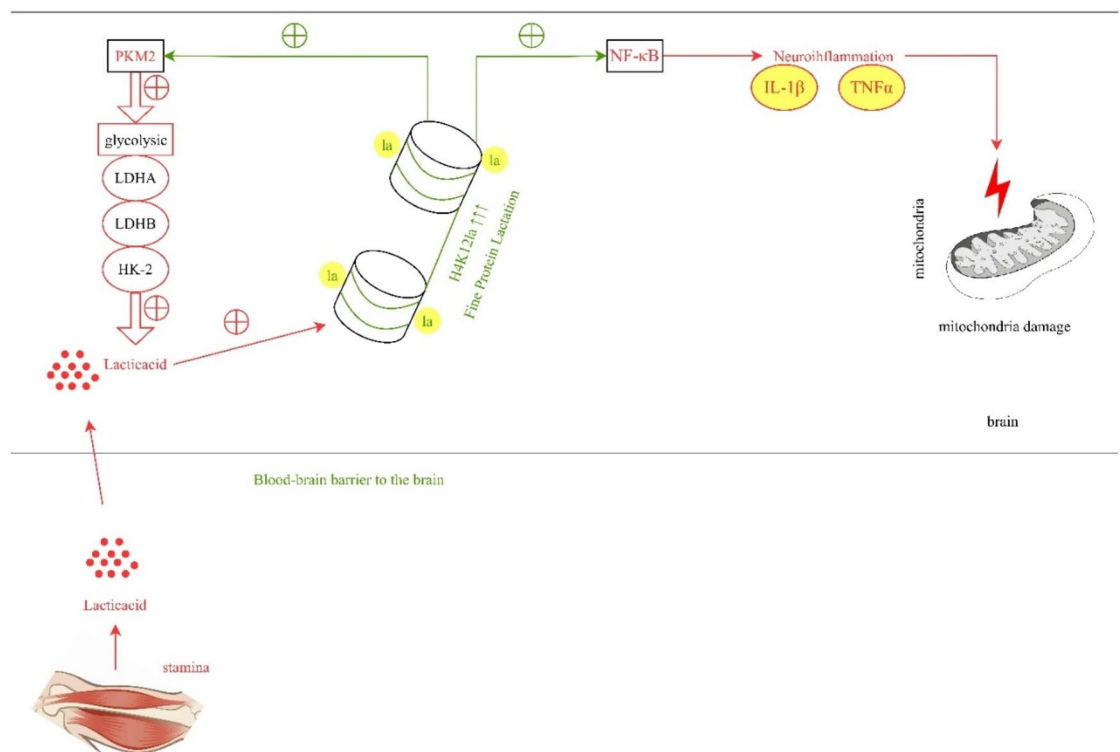 PKM2
glycolysic
LDHA
LDHB
HK-2
Lacticacid
la
la
la
la
H4K12la ↑↑↑
Fine Protein Lactation
NF-κB
Neuroihflammation
IL-1β
TNFα
mitochondria
mitochondria damage
brain
Blood-brain barrier to the brain
Lacticacid
stamina